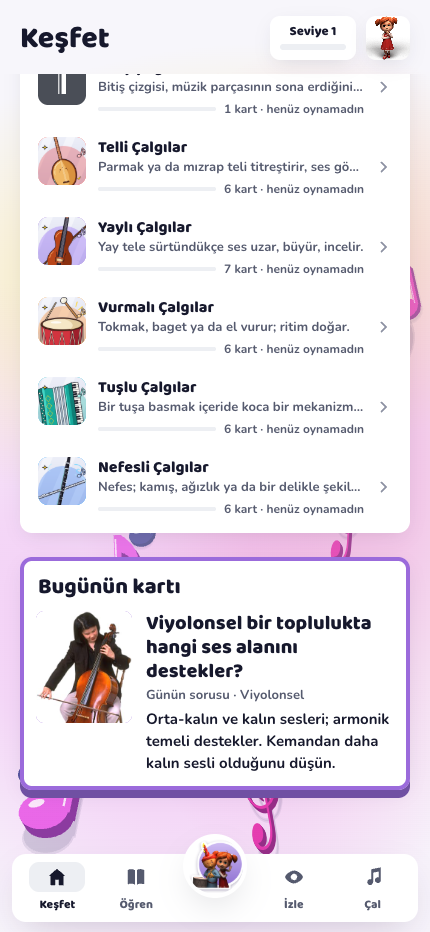 Keşfet
Seviye 1
Bitiş çizgisi, müzik parçasının sona erdiğini...
1 kart · henüz oynamadın
Telli Çalgılar
Parmak ya da mızrap teli titreştirir, ses gö...
6 kart · henüz oynamadın
Yaylı Çalgılar
Yay tele sürtündükçe ses uzar, büyür, incelir.
7 kart · henüz oynamadın
Vurmalı Çalgılar
Tokmak, baget ya da el vurur; ritim doğar.
6 kart · henüz oynamadın
Tuşlu Çalgılar
Bir tuşa basmak içeride koca bir mekanizm...
6 kart · henüz oynamadın
Nefesli Çalgılar
Nefes; kamış, ağızlık ya da bir delikle şekil...
6 kart · henüz oynamadın
Bugünün kartı
Viyolonsel bir toplulukta
hangi ses alanını
destekler?
Günün sorusu · Viyolonsel
Orta-kalın ve kalın sesleri; armonik
temeli destekler. Kemandan daha
kalın sesli olduğunu düşün.
Keşfet
Öğren
İzle
Çal